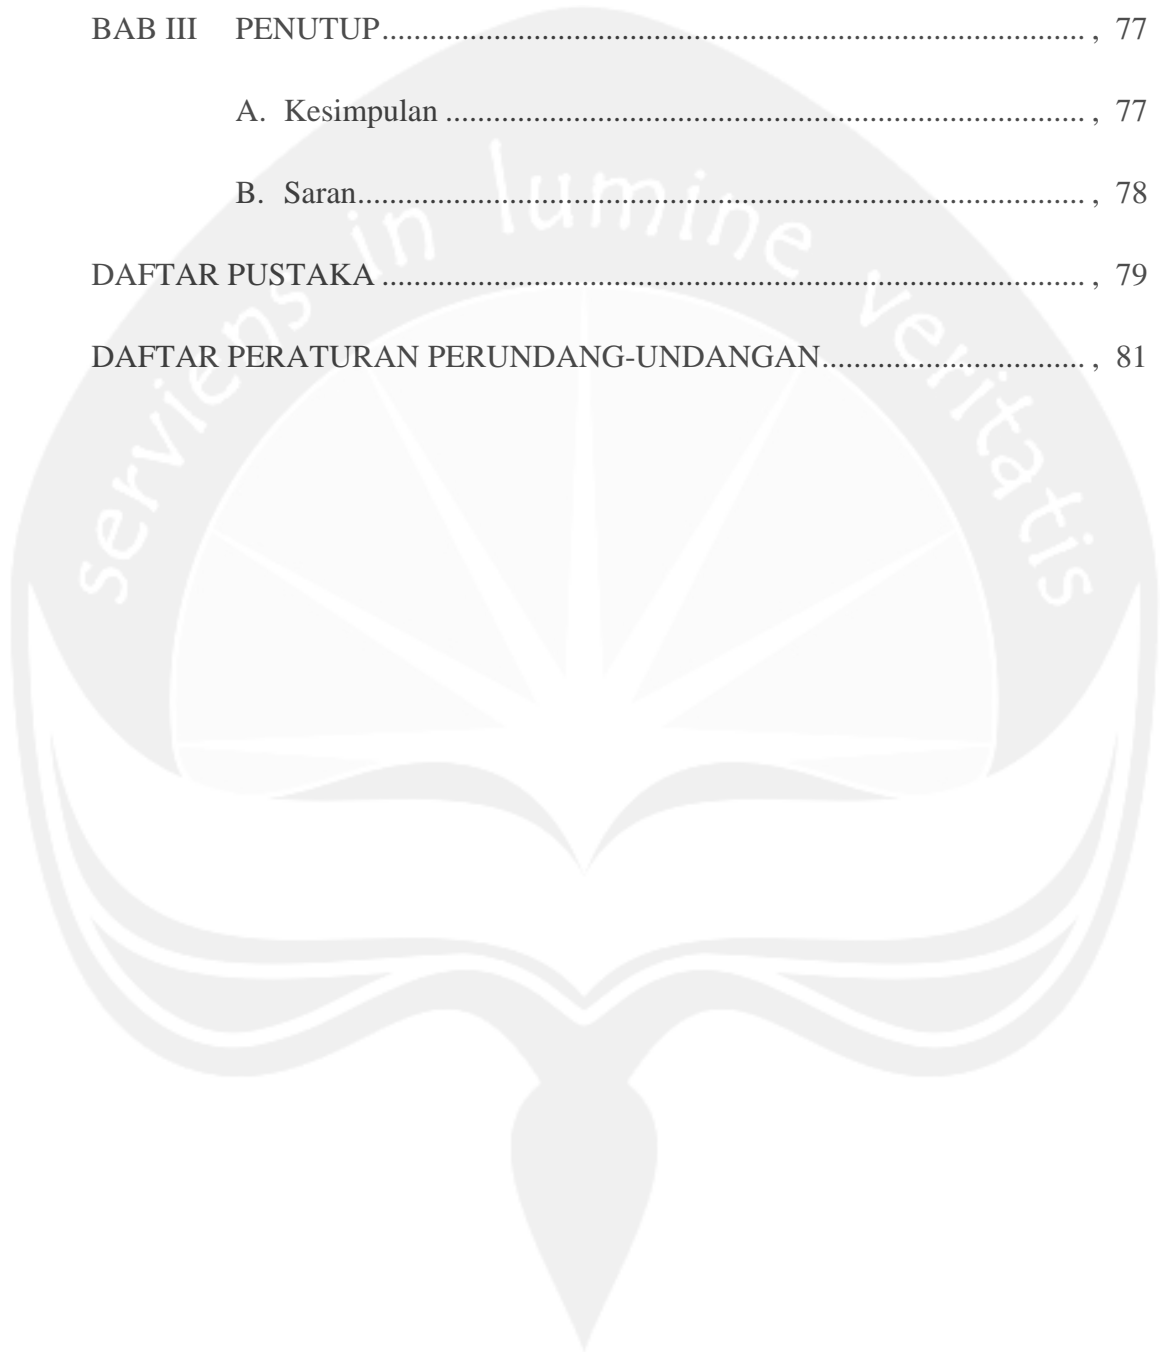 BAB III PENUTUP........................................................................................ , 77
A. Kesimpulan ................................................................................ , 77
B. Saran........................................................................................... , 78
DAFTAR PUSTAKA ........................................................................................ , 79
DAFTAR PERATURAN PERUNDANG-UNDANGAN................................. , 81
serviens in lumine veritatis